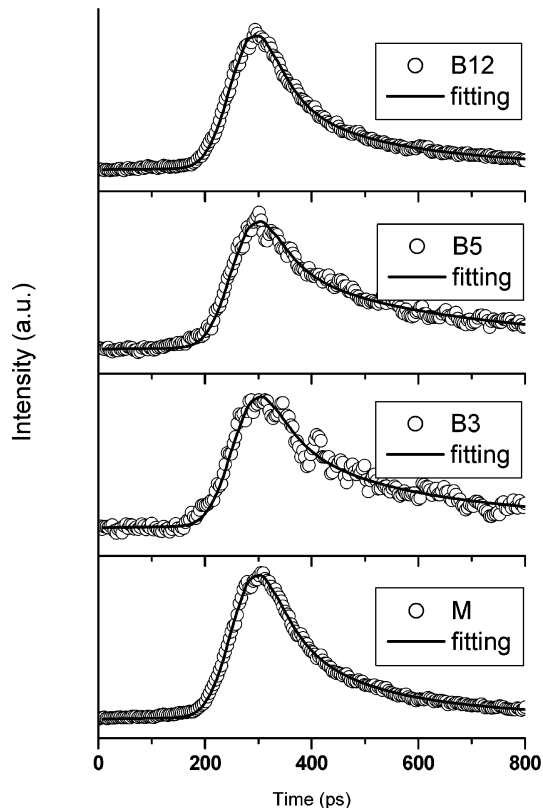 B12
fitting
B5
fitting
B3
fitting
M
fitting
Intensity (a.u.)
0 200 400 600 800
Time (ps)